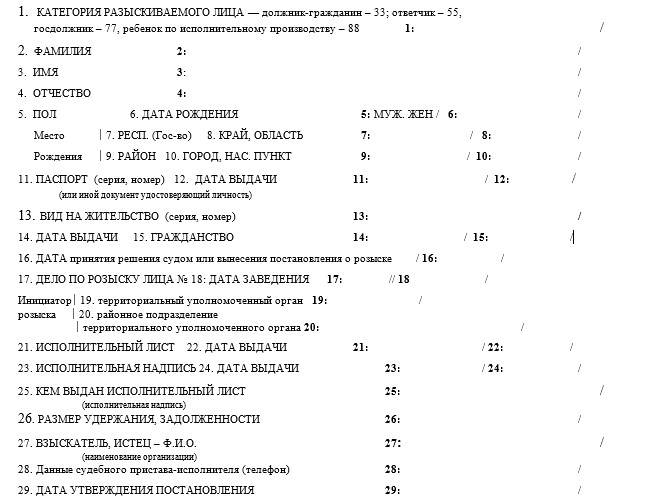 1. КАТЕГОРИЯ РАЗЫСКИВАЕМОГО ЛИЦА — должник-гражданин – 33; ответчик – 55,
госдолжник – 77, ребенок по исполнительному производству – 88 1: /
2. ФАМИЛИЯ 2: /
3. ИМЯ 3: /
4. ОТЧЕСТВО 4: /
5. ПОЛ 6. ДАТА РОЖДЕНИЯ 5: МУЖ. ЖЕН / 6: /
Место | 7. РЕСП. (Гос-во) 8. КРАЙ, ОБЛАСТЬ 7: / 8: /
Рождения | 9. РАЙОН 10. ГОРОД, НАС. ПУНКТ 9: / 10: /
11. ПАСПОРТ (серия, номер) 12. ДАТА ВЫДАЧИ 11: / 12: /
(или иной документ удостоверяющий личность)
13. ВИД НА ЖИТЕЛЬСТВО (серия, номер) 13: /
14. ДАТА ВЫДАЧИ 15. ГРАЖДАНСТВО 14: / 15: /
16. ДАТА принятия решения судом или вынесения постановления о розыске / 16: /
17. ДЕЛО ПО РОЗЫСКУ ЛИЦА № 18: ДАТА ЗАВЕДЕНИЯ 17: // 18 /
Инициатор | 19. территориальный уполномоченный орган 19: /
розыска | 20. районное подразделение
| территориального уполномоченного органа 20: /
21. ИСПОЛНИТЕЛЬНЫЙ ЛИСТ 22. ДАТА ВЫДАЧИ 21: / 22: /
23. ИСПОЛНИТЕЛЬНАЯ НАДПИСЬ 24. ДАТА ВЫДАЧИ 23: / 24: /
25. КЕМ ВЫДАН ИСПОЛНИТЕЛЬНЫЙ ЛИСТ 25: /
(исполнительная надпись)
26. РАЗМЕР УДЕРЖАНИЯ, ЗАДОЛЖЕННОСТИ 26: /
27. ВЗЫСКАТЕЛЬ, ИСТЕЦ – Ф.И.О. 27: /
(наименование организации)
28. Данные судебного пристава-исполнителя (телефон) 28: /
29. ДАТА УТВЕРЖДЕНИЯ ПОСТАНОВЛЕНИЯ 29: /